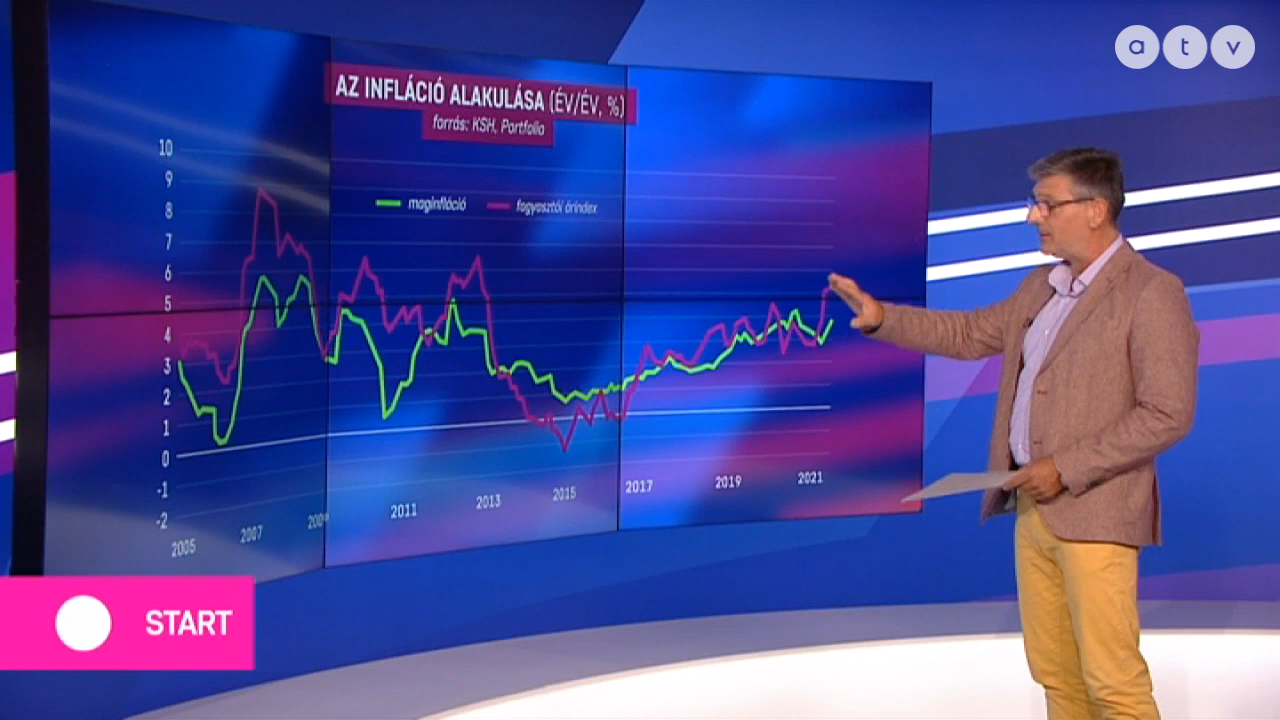 a t v
AZ INFLÁCIÓ ALAKULÁSA (ÉV/ÉV, %)
forrás: KSH, Portfolio
maginfláció fogyasztói árindex
10
9
8
7
6
5
4
3
2
1
0
-1
-2
2005 2007 2009 2011 2013 2015 2017 2019 2021
START